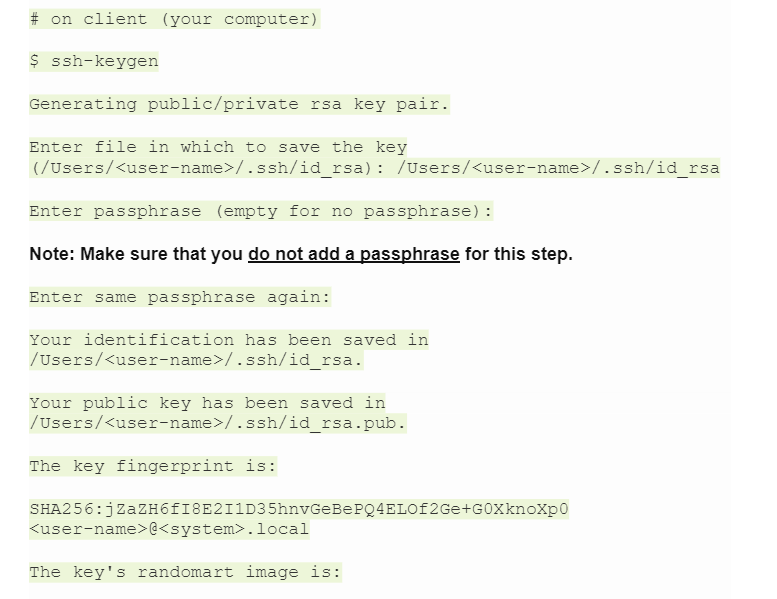 # on client (your computer)
$ ssh-keygen
Generating public/private rsa key pair.
Enter file in which to save the key
(/Users/<user-name>/.ssh/id_rsa): /Users/<user-name>/.ssh/id_rsa
Enter passphrase (empty for no passphrase):
Note: Make sure that you do not add a passphrase for this step.
Enter same passphrase again:
Your identification has been saved in
/Users/<user-name>/.ssh/id_rsa.
Your public key has been saved in
/Users/<user-name>/.ssh/id_rsa.pub.
The key fingerprint is:
SHA256:jZaZH6fI8E2I1D35hnvGeBePQ4ELOf2Ge+G0XknoXp0
<user-name>@<system>.local
The key's randomart image is: